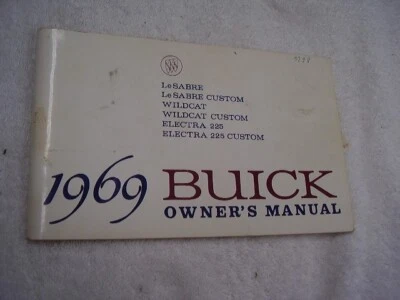 LeSABRE
LeSABRE CUSTOM
WILDCAT
WILDCAT CUSTOM
ELECTRA 225
ELECTRA 225 CUSTOM
1969 BUICK
OWNER'S MANUAL